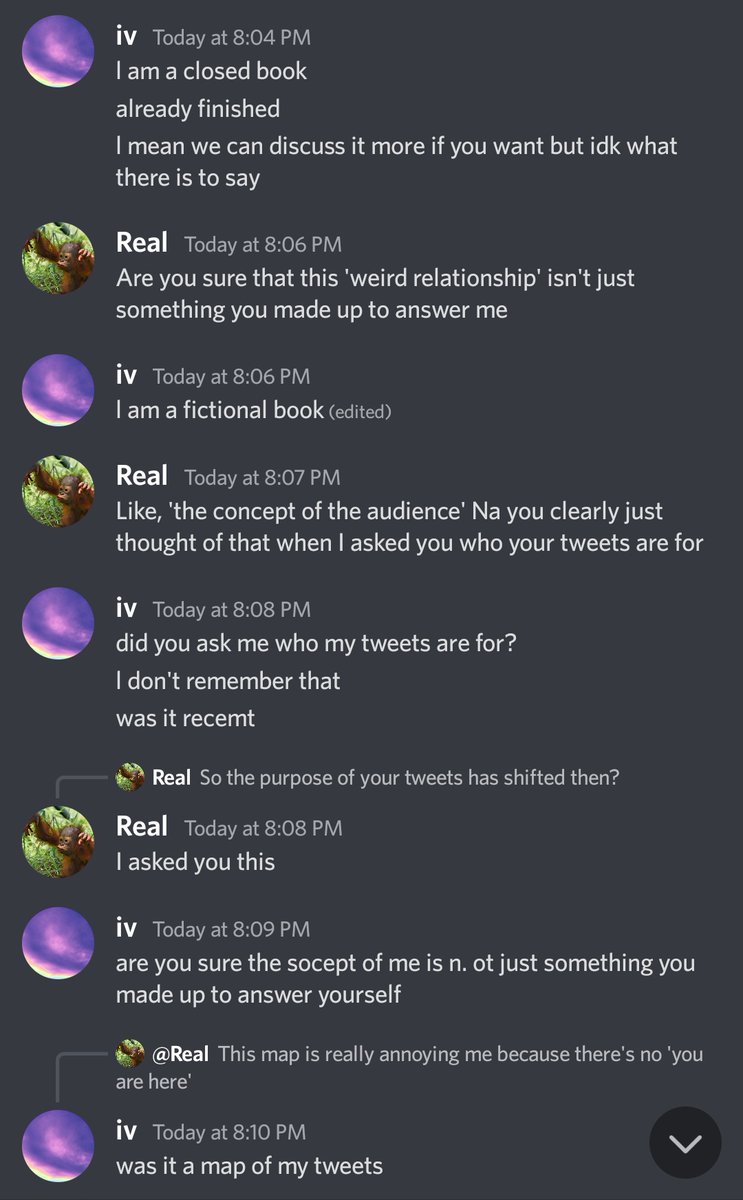 iv Today at 8:04 PM
I am a closed book
already finished
I mean we can discuss it more if you want but idk what
there is to say
Real Today at 8:06 PM
Are you sure that this 'weird relationship' isn't just
something you made up to answer me
iv Today at 8:06 PM
I am a fictional book (edited)
Real Today at 8:07 PM
Like, 'the concept of the audience' Na you clearly just
thought of that when I asked you who your tweets are for
iv Today at 8:08 PM
did you ask me who my tweets are for?
I don't remember that
was it recemt
Real So the purpose of your tweets has shifted then?
Real Today at 8:08 PM
I asked you this
iv Today at 8:09 PM
are you sure the socept of me is n. ot just something you
made up to answer yourself
@Real This map is really annoying me because there's no 'you
are here'
iv Today at 8:10 PM
was it a map of my tweets